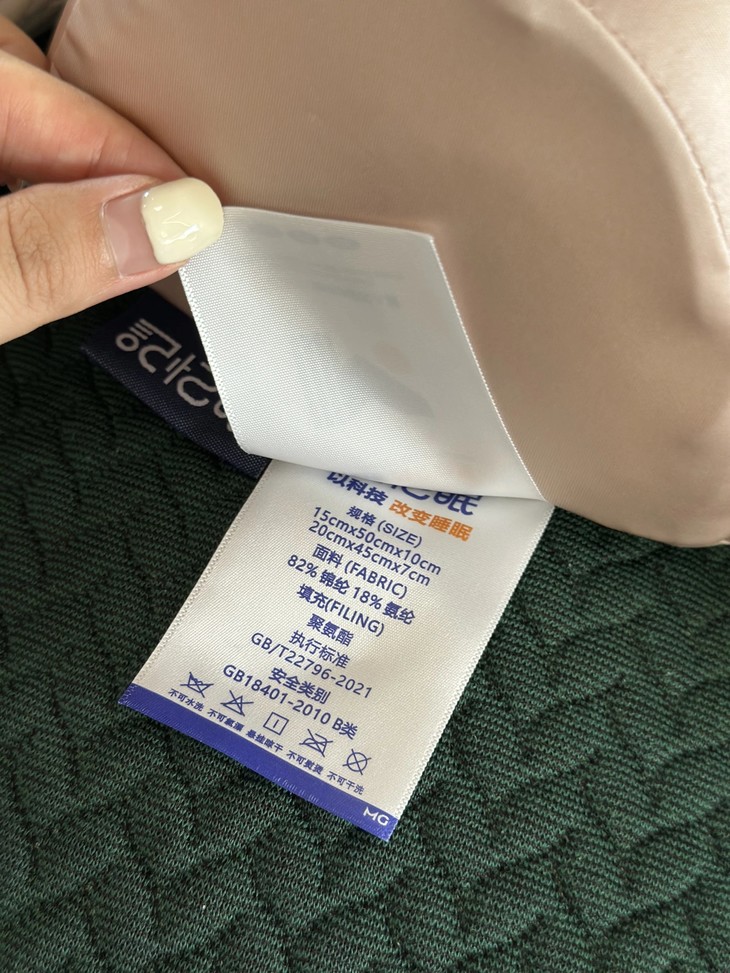 以科技 改变睡眠
规格 (SIZE)
15cmx50cmx10cm
20cmx45cmx7cm
面料 (FABRIC)
82% 锦纶 18% 氨纶
填充(FILING)
聚氨酯
执行标准
GB/T22796-2021
安全类别
GB18401-2010 B类
不可水洗 不可氯漂 悬挂晾干 不可熨烫 不可干洗
MG